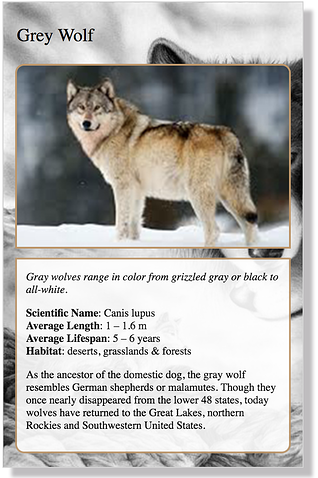 Grey Wolf
Gray wolves range in color from grizzled gray or black to
all-white.
Scientific Name: Canis lupus
Average Length: 1 – 1.6 m
Average Lifespan: 5 – 6 years
Habitat: deserts, grasslands & forests
As the ancestor of the domestic dog, the gray wolf
resembles German shepherds or malamutes. Though they
once nearly disappeared from the lower 48 states, today
wolves have returned to the Great Lakes, northern
Rockies and Southwestern United States.